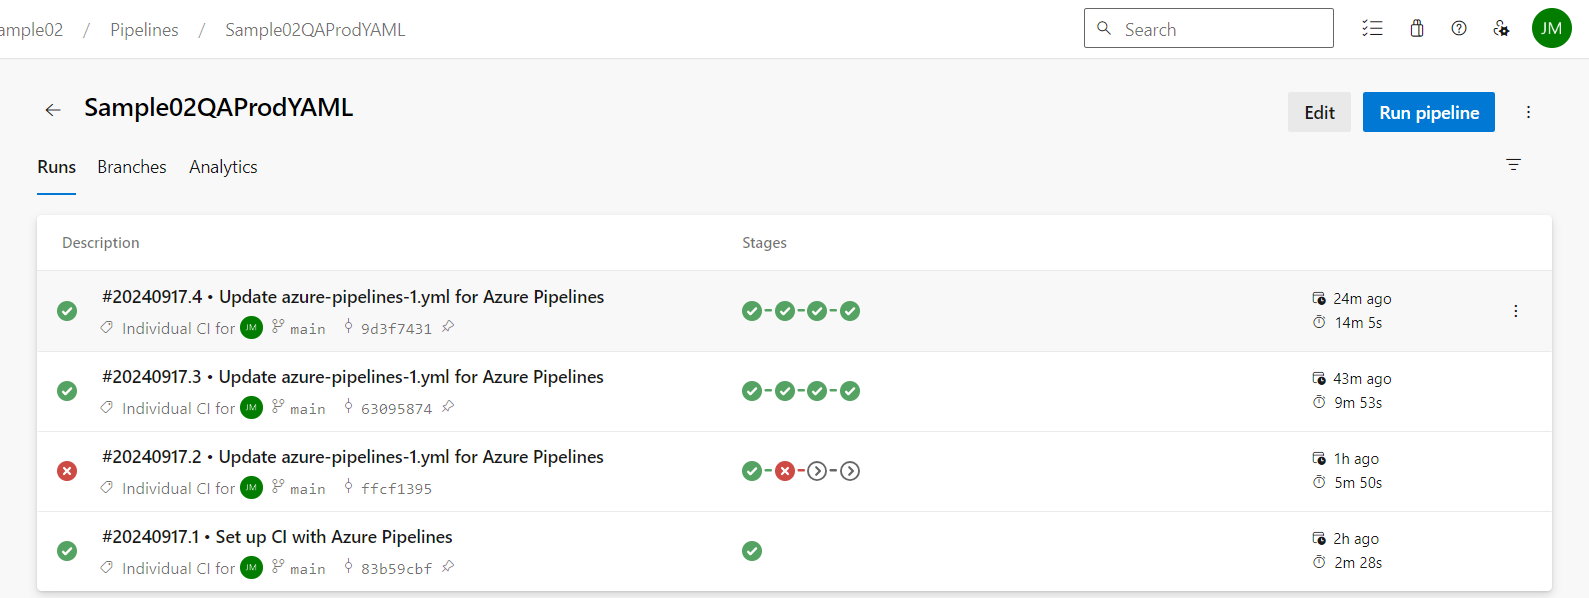 ample02 / Pipelines / Sample02QAProdYAML
Search
JM
Sample02QAProdYAML
Edit
Run pipeline
Runs
Branches
Analytics
Description
Stages
#20240917.4 • Update azure-pipelines-1.yml for Azure Pipelines
24m ago
Individual CI for JM main 9d3f7431
14m 5s
#20240917.3 • Update azure-pipelines-1.yml for Azure Pipelines
43m ago
Individual CI for JM main 63095874
9m 53s
#20240917.2 • Update azure-pipelines-1.yml for Azure Pipelines
1h ago
Individual CI for JM main ffcf1395
5m 50s
#20240917.1 • Set up CI with Azure Pipelines
2h ago
Individual CI for JM main 83b59cbf
2m 28s